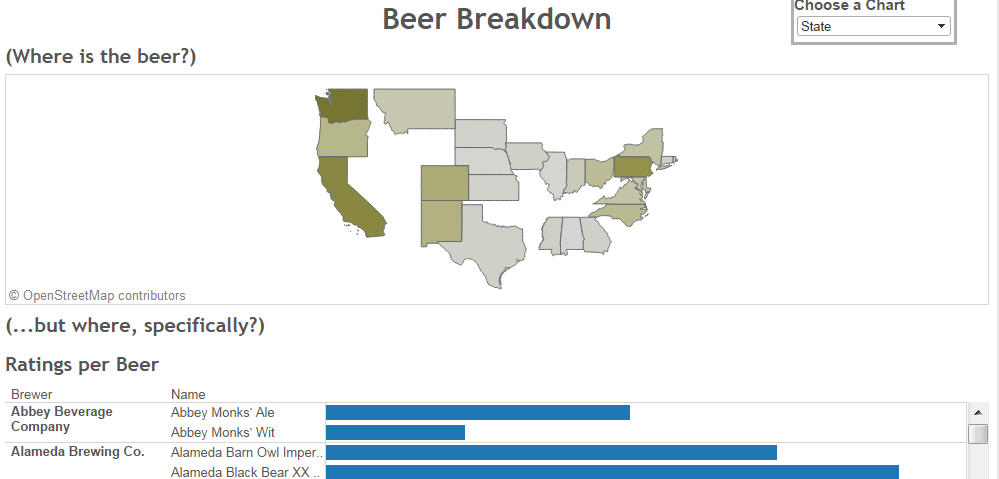 Beer Breakdown
Choose a Chart
State
(Where is the beer?)
© OpenStreetMap contributors
(...but where, specifically?)
Ratings per Beer
Brewer Name
Abbey Beverage Company
Abbey Monks' Ale
Abbey Monks' Wit
Alameda Brewing Co.
Alameda Barn Owl Imper..
Alameda Black Bear XX ..